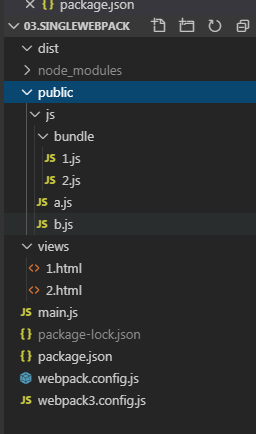 package.json
03.SINGLEWEBPACK
dist
node_modules
public
js
bundle
JS 1.js
JS 2.js
JS a.js
JS b.js
views
<> 1.html
<> 2.html
JS main.js
{} package-lock.json
{} package.json
webpack.config.js
JS webpack3.config.js